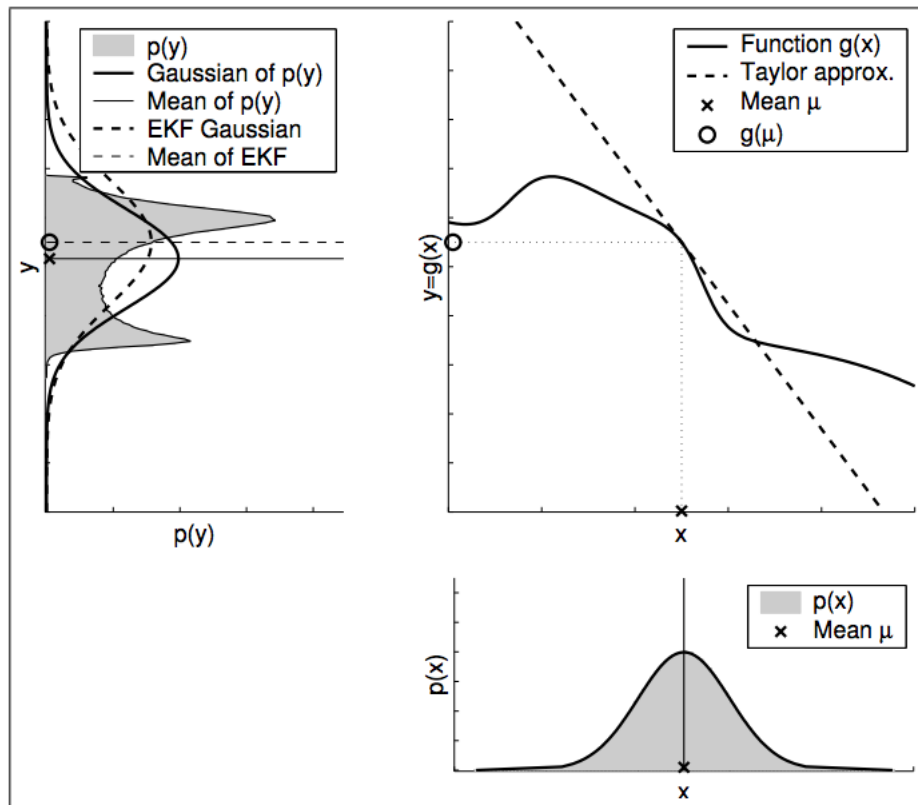 p(y)
Gaussian of p(y)
Mean of p(y)
EKF Gaussian
Mean of EKF
y
p(y)
Function g(x)
Taylor approx.
Mean μ
g(μ)
y=g(x)
x
p(x)
Mean μ
p(x)
x